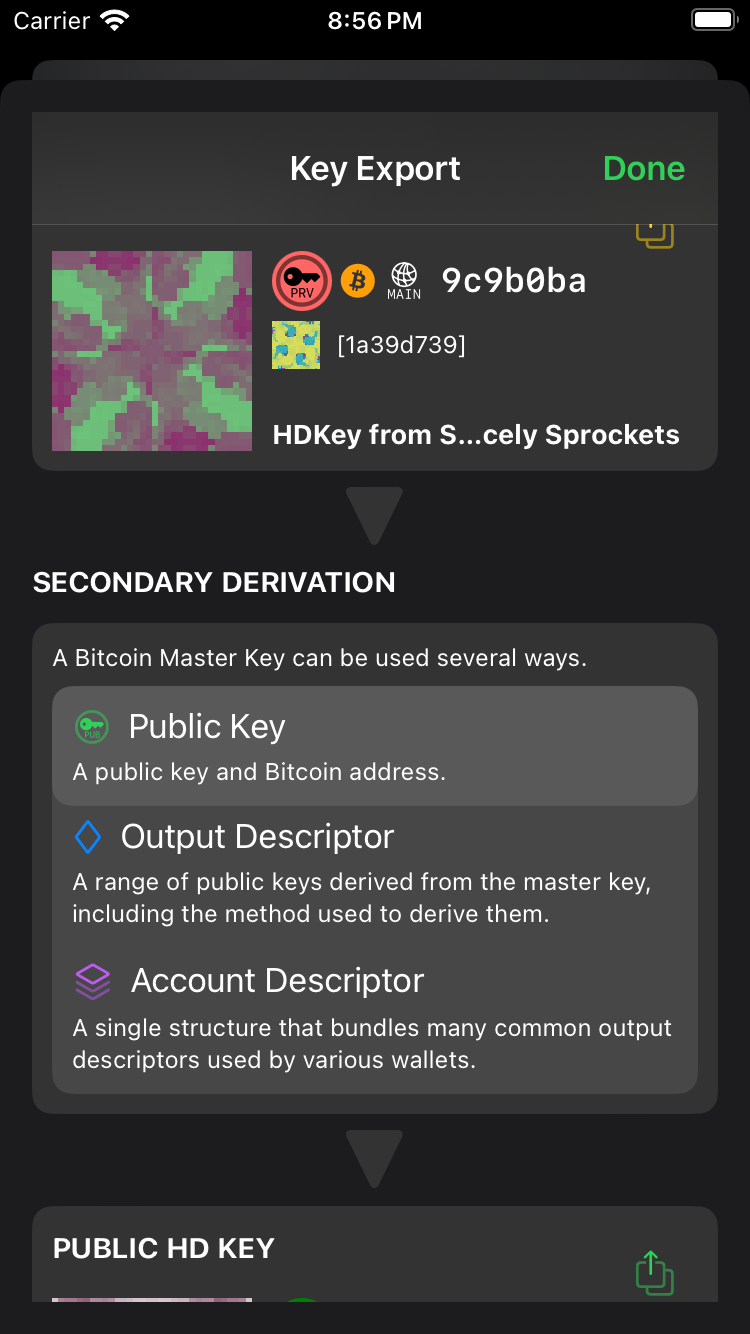 Carrier 8:56 PM
Key Export Done
PRV MAIN 9c9b0ba
[1a39d739]
HDKey from S...cely Sprockets
SECONDARY DERIVATION
A Bitcoin Master Key can be used several ways.
PUB Public Key
A public key and Bitcoin address.
Output Descriptor
A range of public keys derived from the master key,
including the method used to derive them.
Account Descriptor
A single structure that bundles many common output
descriptors used by various wallets.
PUBLIC HD KEY